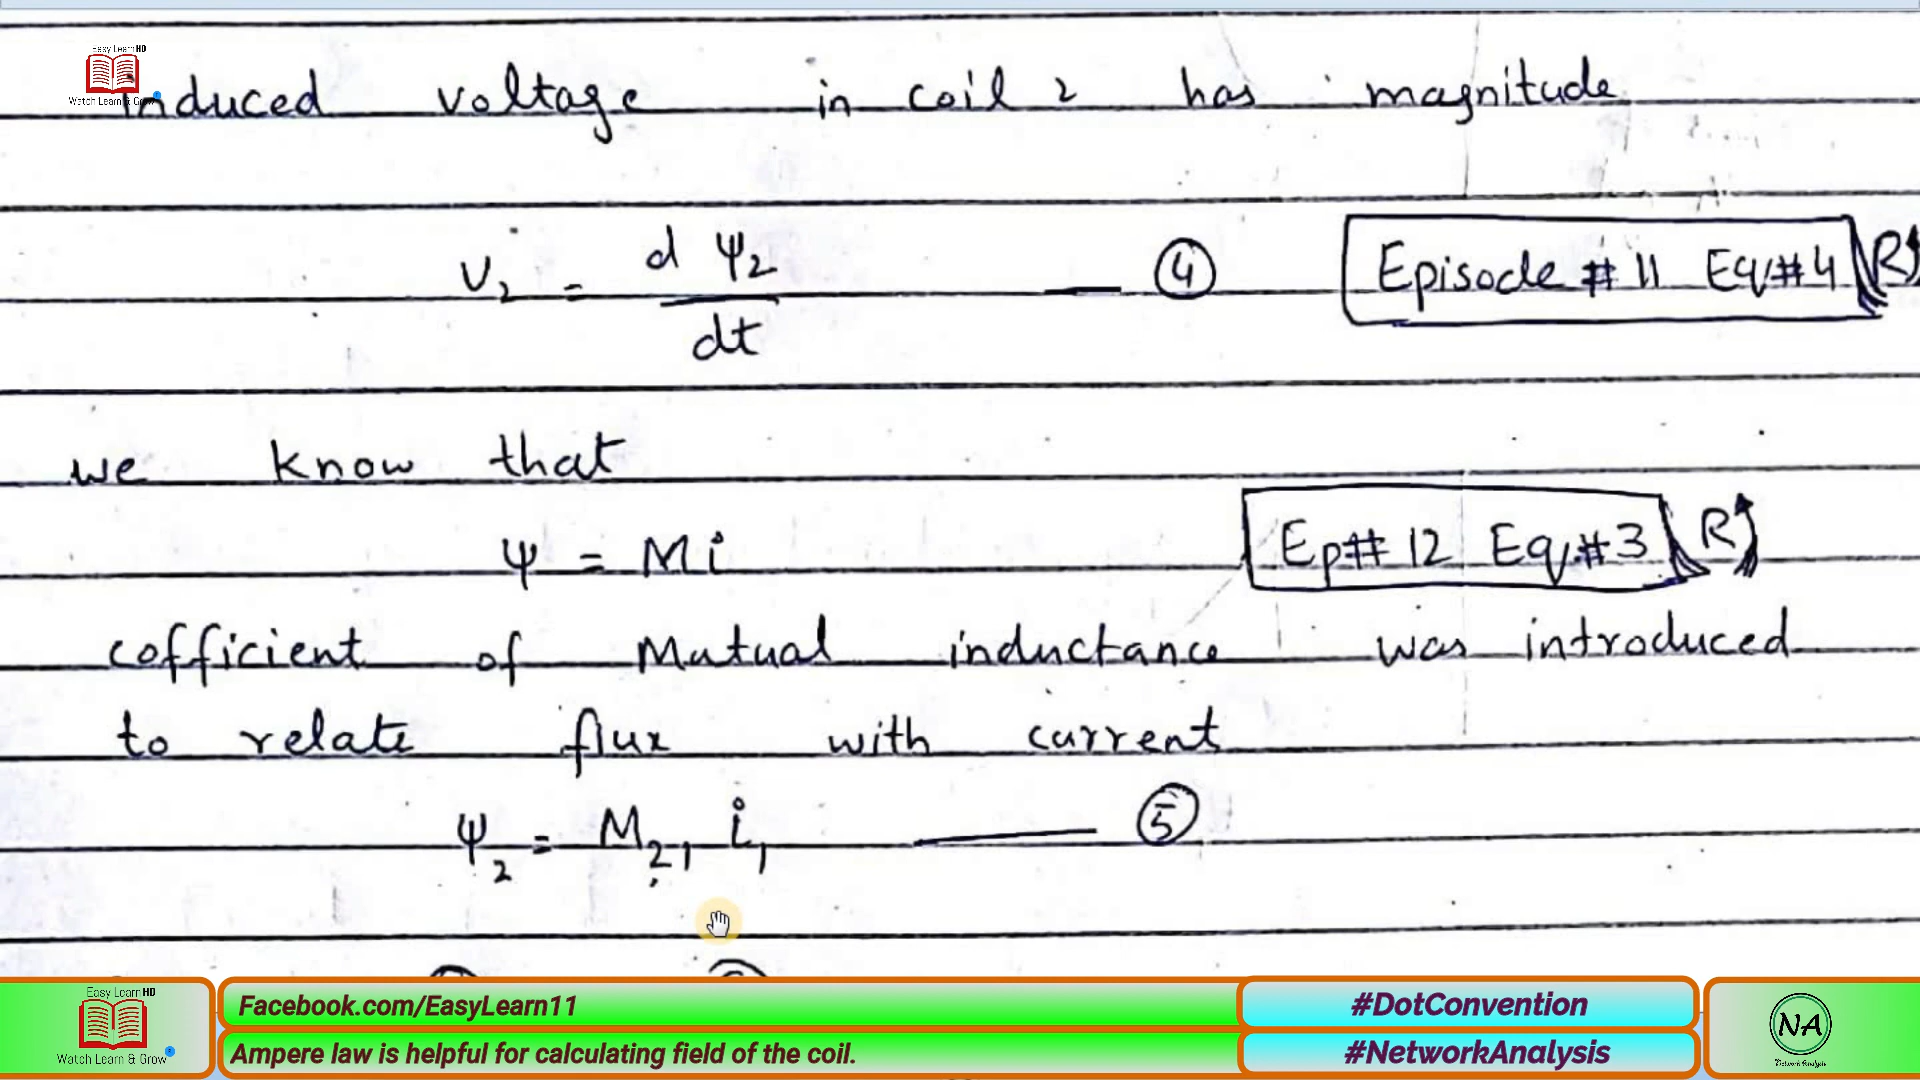 Easy Learn HD
Watch Learn & Grow
induced voltage in coil 2 has magnitude
v2 = d ψ2 / dt — ④ Episode # 11 Eq#4 R
we know that
ψ = Mi Ep# 12 Eq.#3 R
cofficient of Mutual inductance was introduced
to relate flux with current
ψ2 = M21 i1 — ⑤
Easy Learn HD
Watch Learn & Grow
Facebook.com/EasyLearn11
Ampere law is helpful for calculating field of the coil.
#DotConvention
#NetworkAnalysis
NA
Network Analysis